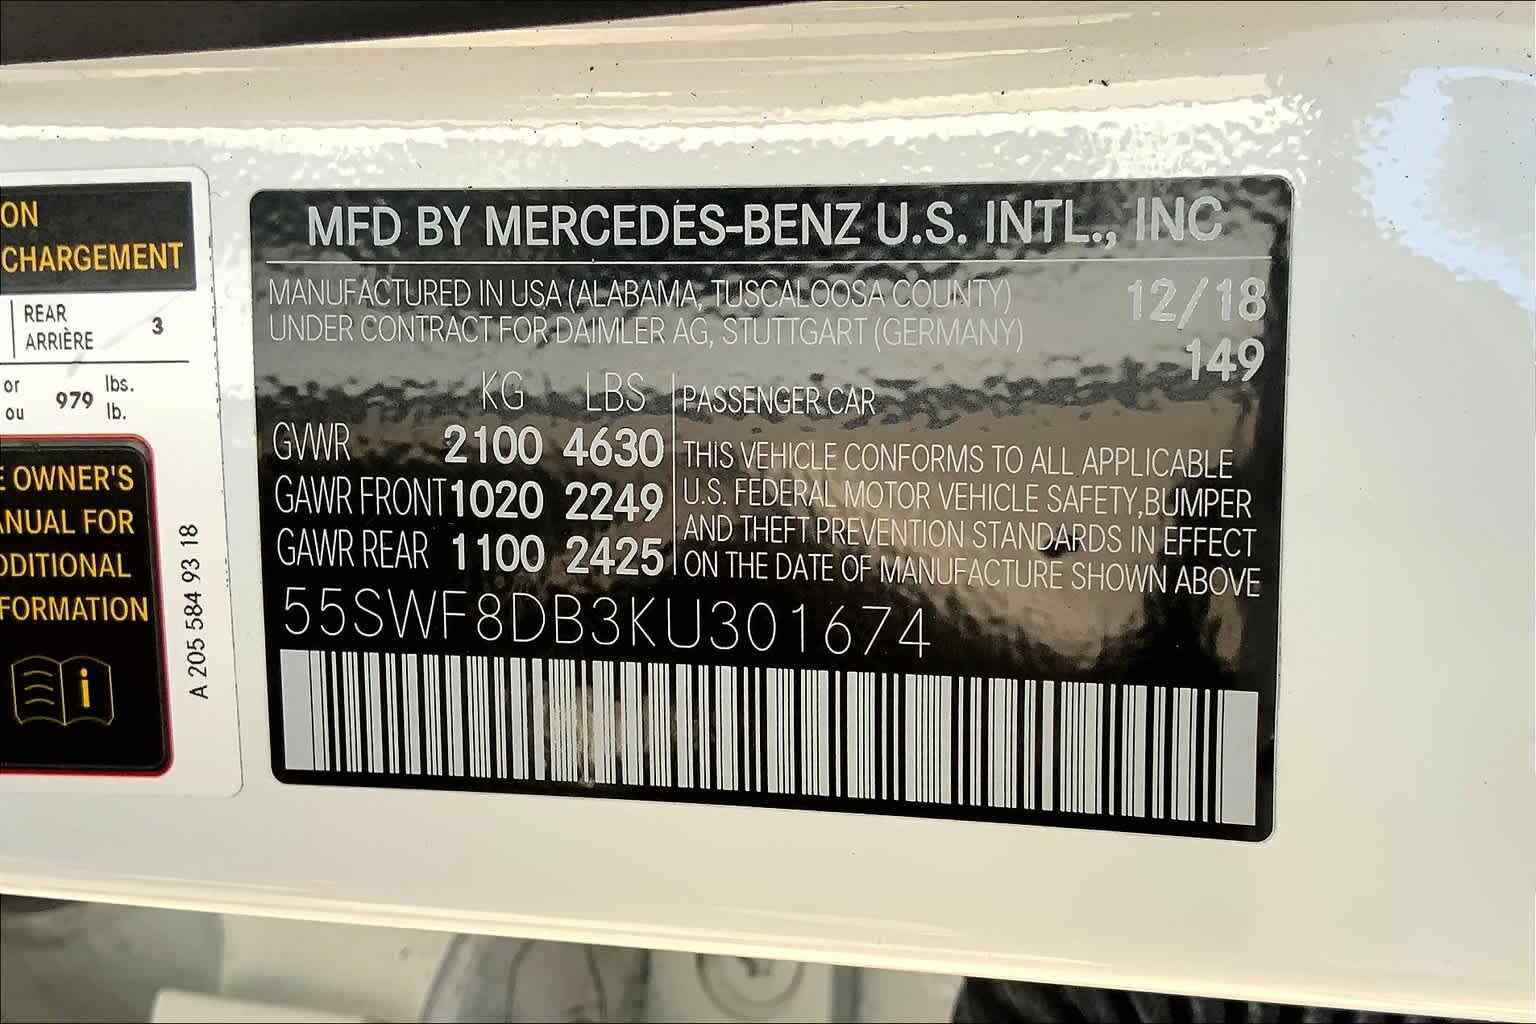 ON
CHARGEMENT
REAR
ARRIÈRE 3
or
ou 979 lbs.
lb.
OWNER'S
ANUAL FOR
DDITIONAL
FORMATION
i
A 205 584 93 18
MFD BY MERCEDES-BENZ U.S. INTL., INC
MANUFACTURED IN USA (ALABAMA, TUSCALOOSA COUNTY)
UNDER CONTRACT FOR DAIMLER AG, STUTTGART (GERMANY)
12/18
149
KG LBS
GVWR 2100 4630
GAWR FRONT 1020 2249
GAWR REAR 1100 2425
PASSENGER CAR
THIS VEHICLE CONFORMS TO ALL APPLICABLE
U.S. FEDERAL MOTOR VEHICLE SAFETY,BUMPER
AND THEFT PREVENTION STANDARDS IN EFFECT
ON THE DATE OF MANUFACTURE SHOWN ABOVE
55SWF8DB3KU301674